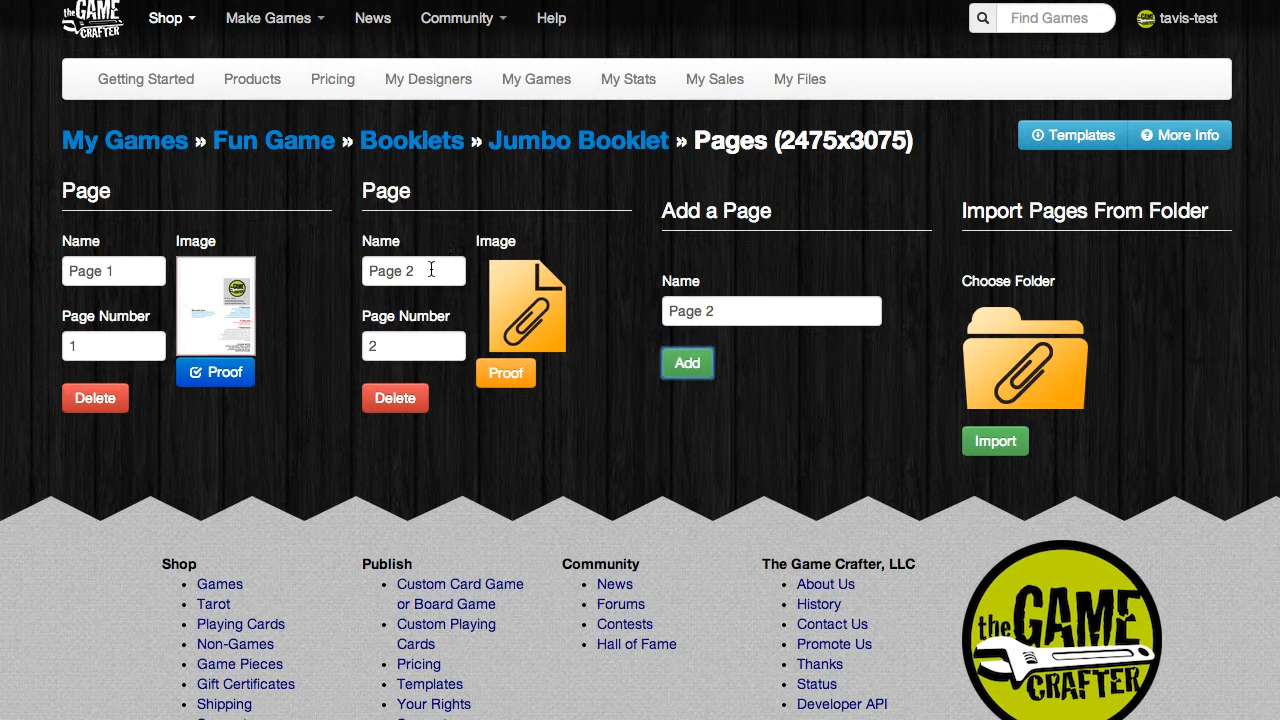 the GAME CRAFTER
Shop
Make Games
News
Community
Help
Find Games
tavis-test
Getting Started
Products
Pricing
My Designers
My Games
My Stats
My Sales
My Files
My Games » Fun Game » Booklets » Jumbo Booklet » Pages (2475x3075)
Templates
More Info
Page
Name
Image
Page 1
Page Number
1
Proof
Delete
Page
Name
Image
Page 2
Page Number
2
Proof
Delete
Add a Page
Name
Page 2
Add
Import Pages From Folder
Choose Folder
Import
Shop
Games
Tarot
Playing Cards
Non-Games
Game Pieces
Gift Certificates
Shipping
Publish
Custom Card Game
or Board Game
Custom Playing
Cards
Pricing
Templates
Your Rights
Community
News
Forums
Contests
Hall of Fame
The Game Crafter, LLC
About Us
History
Contact Us
Promote Us
Thanks
Status
Developer API
the GAME
CRAFTER